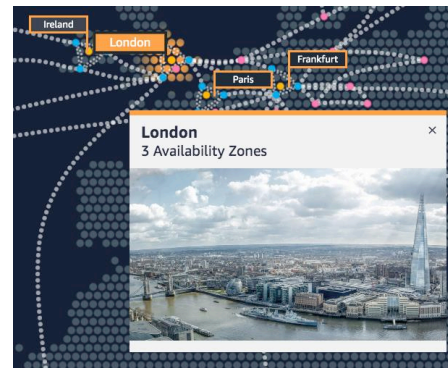 Ireland
London
Frankfurt
Paris
London
3 Availability Zones
×